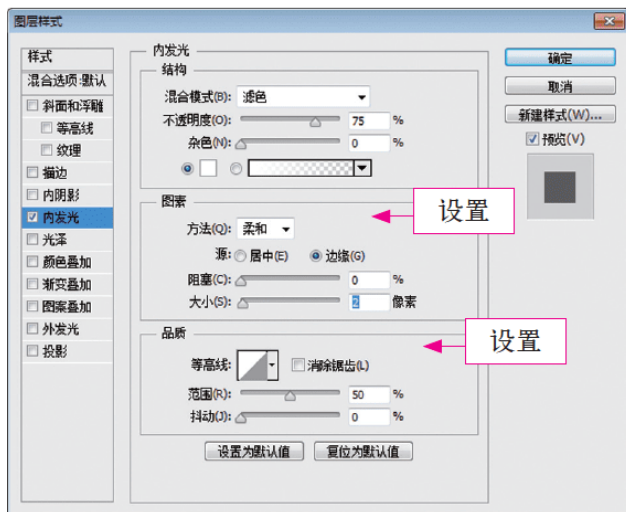 图层样式
样式
混合选项:默认
斜面和浮雕
等高线
纹理
描边
内阴影
内发光
光泽
颜色叠加
渐变叠加
图案叠加
外发光
投影
内发光
结构
混合模式(B): 滤色
不透明度(O): 75 %
杂色(N): 0 %
图素
方法(Q): 柔和
源: 居中(E) 边缘(G)
阻塞(C): 0 %
大小(S): 2 像素
设置
品质
等高线: 消除锯齿(L)
范围(R): 50 %
抖动(J): 0 %
设置
设置为默认值 复位为默认值
确定
取消
新建样式(W)...
预览(V)